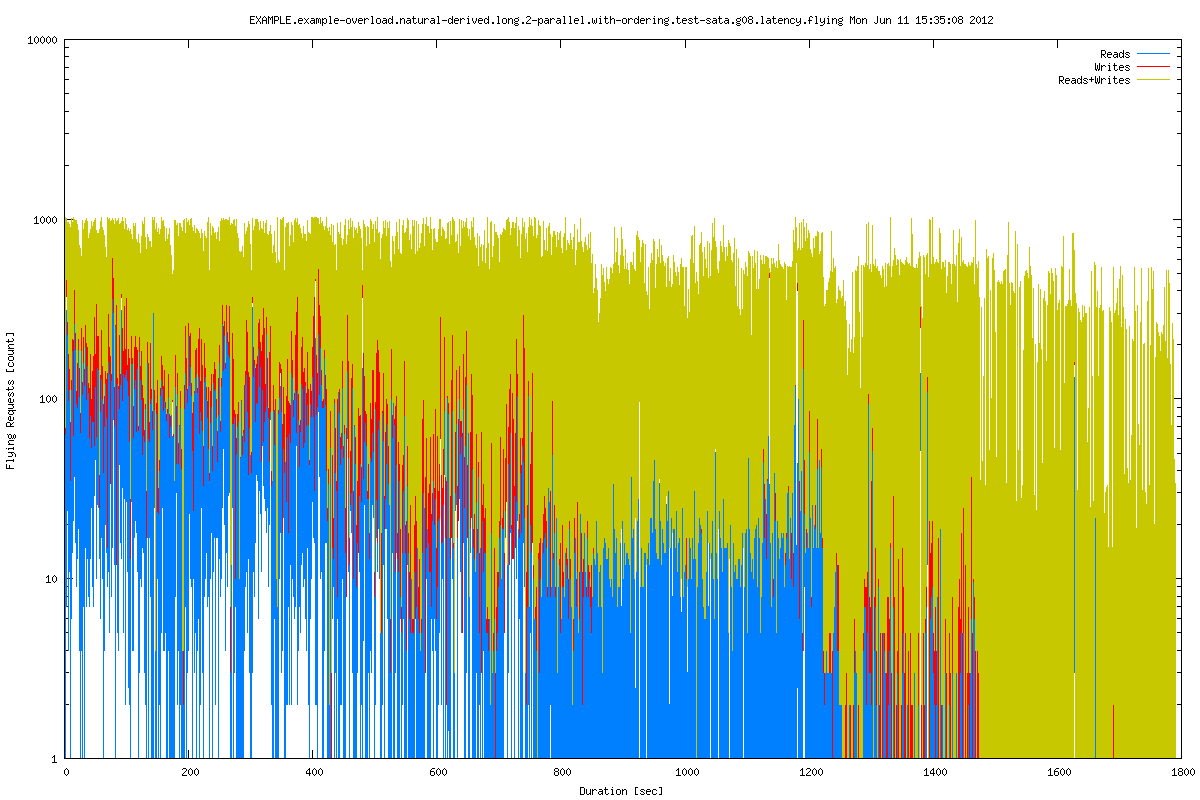 EXAMPLE.example-overload.natural-derived.long.2-parallel.with-ordering.test-sata.g08.latency.flying Mon Jun 11 15:35:08 2012
10000
Reads
Writes
Reads+Writes
1000
Flying Requests [count]
100
10
1
0 200 400 600 800 1000 1200 1400 1600 1800
Duration [sec]